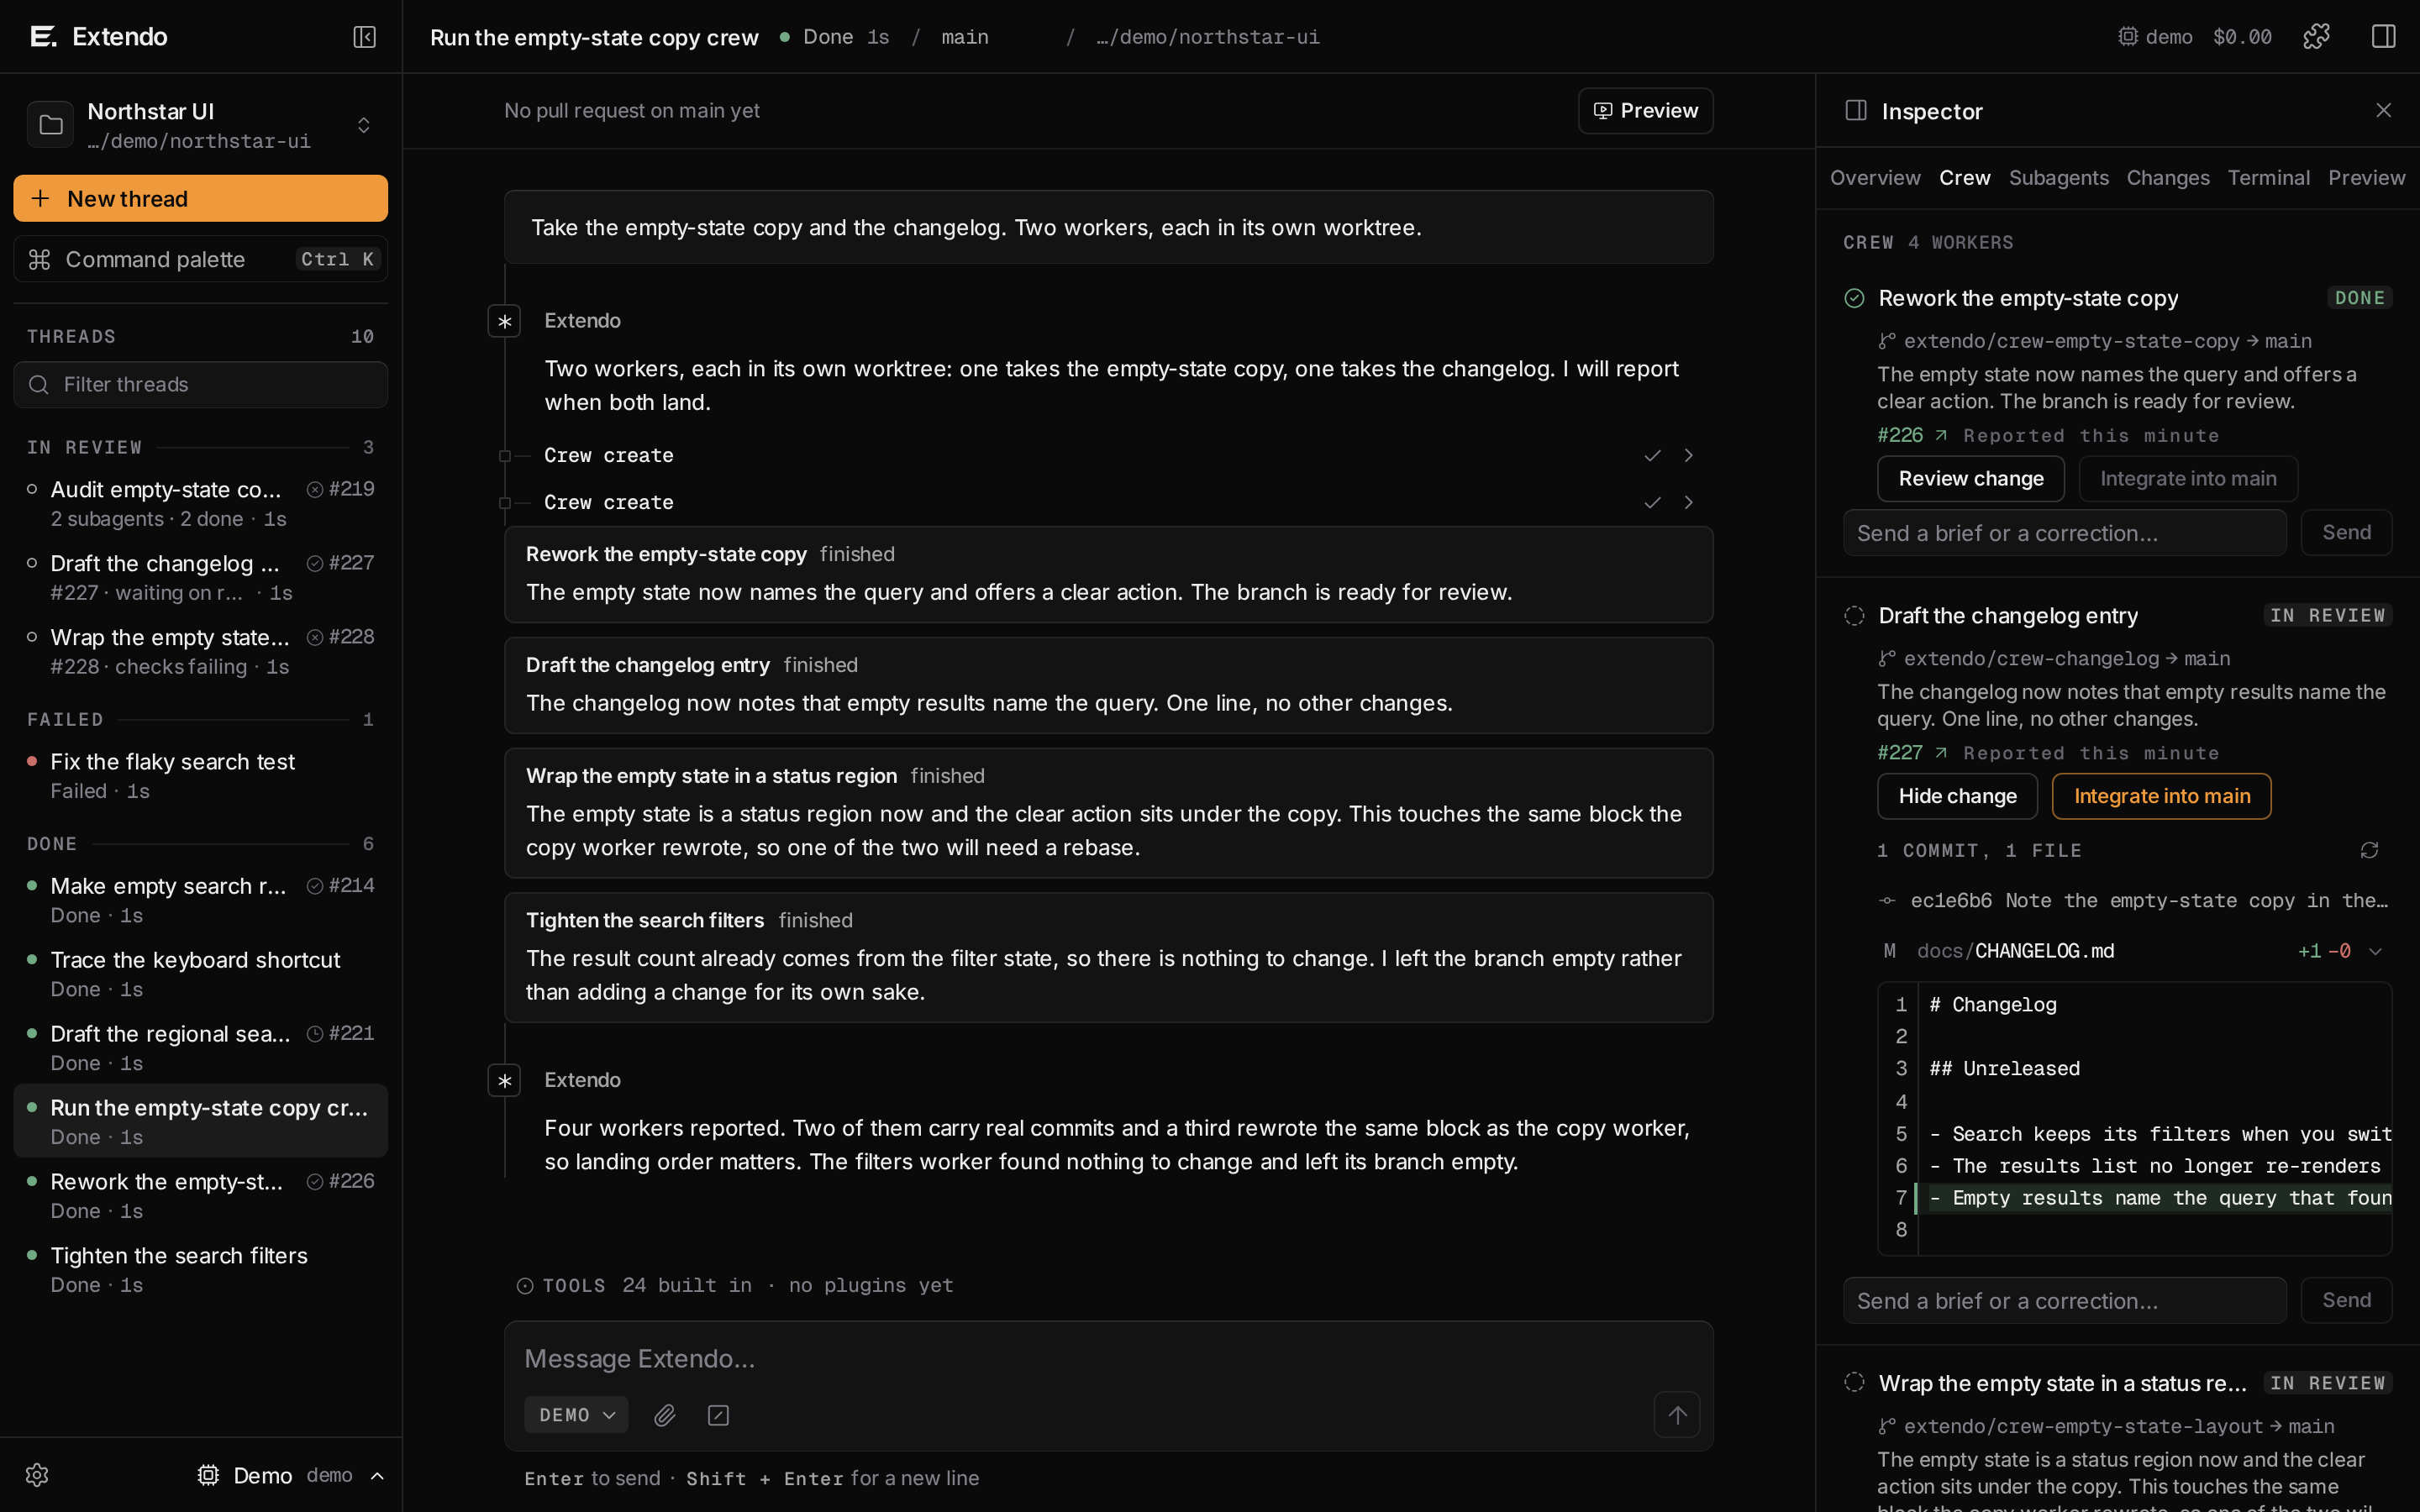 Extendo
Northstar UI
…/demo/northstar-ui
New thread
Command palette Ctrl K
THREADS 10
Filter threads
IN REVIEW 3
Audit empty-state co… #219
2 subagents · 2 done · 1s
Draft the changelog … #227
#227 · waiting on r… · 1s
Wrap the empty state… #228
#228 · checks failing · 1s
FAILED 1
Fix the flaky search test
Failed · 1s
DONE 6
Make empty search r… #214
Done · 1s
Trace the keyboard shortcut
Done · 1s
Draft the regional sea… #221
Done · 1s
Run the empty-state copy cr…
Done · 1s
Rework the empty-st… #226
Done · 1s
Tighten the search filters
Done · 1s
Demo demo
Run the empty-state copy crew Done 1s / main / …/demo/northstar-ui
demo $0.00
No pull request on main yet
Preview
Take the empty-state copy and the changelog. Two workers, each in its own worktree.
Extendo
Two workers, each in its own worktree: one takes the empty-state copy, one takes the changelog. I will report
when both land.
Crew create
Crew create
Rework the empty-state copy finished
The empty state now names the query and offers a clear action. The branch is ready for review.
Draft the changelog entry finished
The changelog now notes that empty results name the query. One line, no other changes.
Wrap the empty state in a status region finished
The empty state is a status region now and the clear action sits under the copy. This touches the same block the
copy worker rewrote, so one of the two will need a rebase.
Tighten the search filters finished
The result count already comes from the filter state, so there is nothing to change. I left the branch empty rather
than adding a change for its own sake.
Extendo
Four workers reported. Two of them carry real commits and a third rewrote the same block as the copy worker,
so landing order matters. The filters worker found nothing to change and left its branch empty.
TOOLS 24 built in · no plugins yet
Message Extendo…
DEMO
Enter to send · Shift + Enter for a new line
Inspector
Overview Crew Subagents Changes Terminal Preview
CREW 4 WORKERS
Rework the empty-state copy DONE
extendo/crew-empty-state-copy → main
The empty state now names the query and offers a
clear action. The branch is ready for review.
#226 ↗ Reported this minute
Review change Integrate into main
Send a brief or a correction… Send
Draft the changelog entry IN REVIEW
extendo/crew-changelog → main
The changelog now notes that empty results name the
query. One line, no other changes.
#227 ↗ Reported this minute
Hide change Integrate into main
1 COMMIT, 1 FILE
ec1e6b6 Note the empty-state copy in the…
M docs/CHANGELOG.md +1 −0
1 # Changelog
2
3 ## Unreleased
4
5 - Search keeps its filters when you swit
6 - The results list no longer re-renders
7 - Empty results name the query that foun
8
Send a brief or a correction… Send
Wrap the empty state in a status re… IN REVIEW
extendo/crew-empty-state-layout → main
The empty state is a status region now and the clear
action sits under the copy. This touches the same
block the copy worker rewrote, so one of the two will